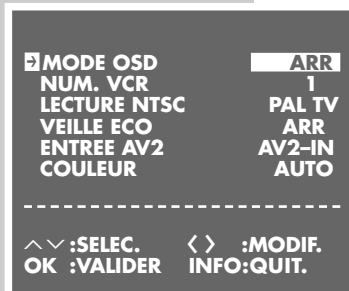 MODE OSD ARR
NUM. VCR 1
LECTURE NTSC PAL TV
VEILLE ECO ARR
ENTREE AV2 AV2–IN
COULEUR AUTO
:SELEC. :MODIF.
OK :VALIDER INFO:QUIT.